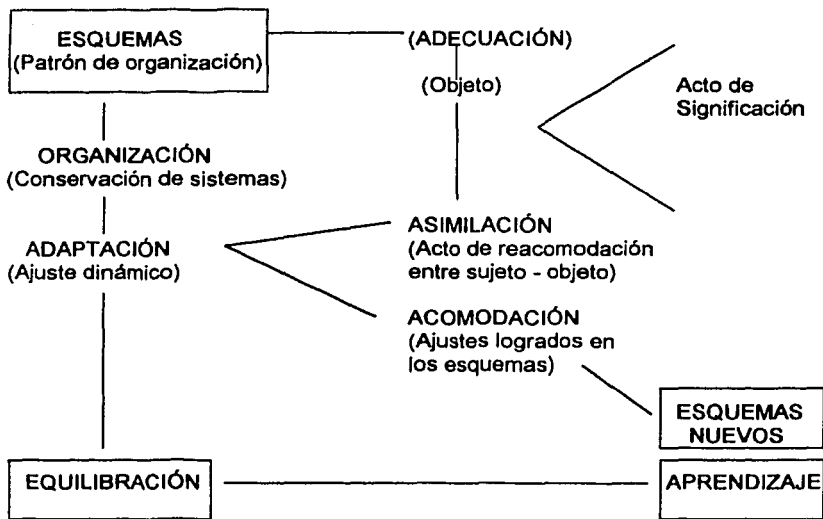 ESQUEMAS
(Patrón de organización)
(ADECUACIÓN)
(Objeto)
Acto de
Significación
ORGANIZACIÓN
(Conservación de sistemas)
ADAPTACIÓN
(Ajuste dinámico)
ASIMILACIÓN
(Acto de reacomodación
entre sujeto - objeto)
ACOMODACIÓN
(Ajustes logrados en
los esquemas)
ESQUEMAS
NUEVOS
EQUILIBRACIÓN
APRENDIZAJE